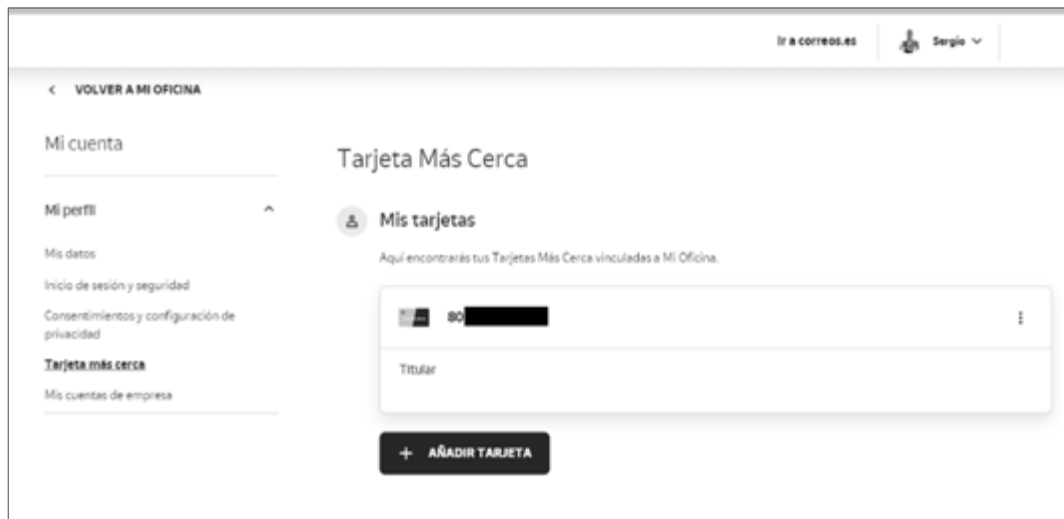 Ir a correos.es
Sergio
VOLVER A MI OFICINA
Mi cuenta
Mi perfil
Mis datos
Inicio de sesión y seguridad
Consentimientos y configuración de
privacidad
Tarjeta más cerca
Mis cuentas de empresa
Tarjeta Más Cerca
Mis tarjetas
Aquí encontrarás tus Tarjetas Más Cerca vinculadas a Mi Oficina.
80
Titular
+ AÑADIR TARJETA